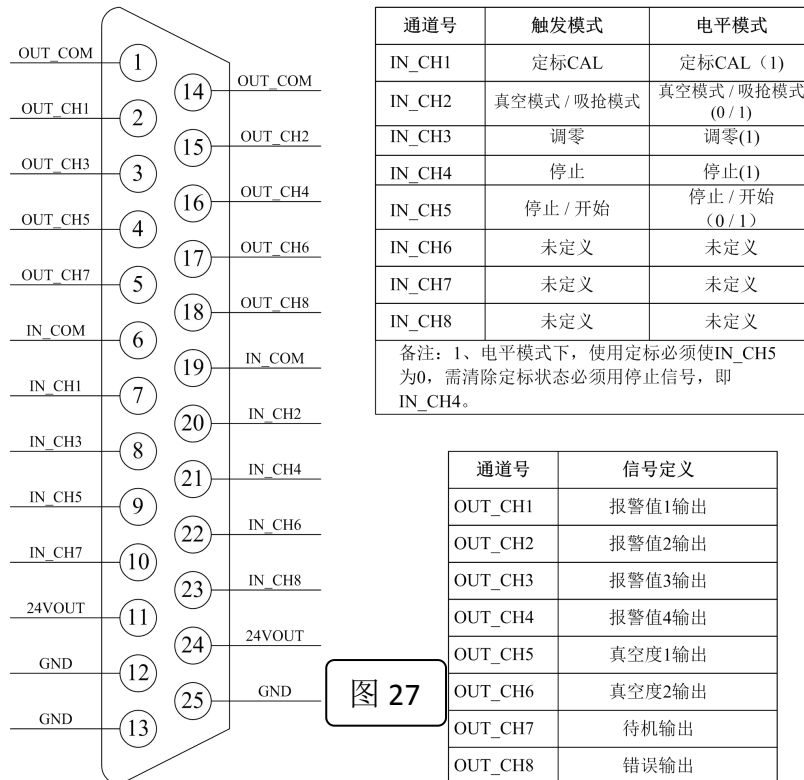 OUT_COM
1
OUT_CH1
2
OUT_CH3
3
OUT_CH5
4
OUT_CH7
5
IN_COM
6
IN_CH1
7
IN_CH3
8
IN_CH5
9
IN_CH7
10
24VOUT
11
GND
12
GND
13
14 OUT_COM
15 OUT_CH2
16 OUT_CH4
17 OUT_CH6
18 OUT_CH8
19 IN_COM
20 IN_CH2
21 IN_CH4
22 IN_CH6
23 IN_CH8
24 24VOUT
25 GND
通道号 触发模式 电平模式
IN_CH1 定标CAL 定标CAL（1)
IN_CH2 真空模式 / 吸抢模式 真空模式 / 吸抢模式
(0 / 1)
IN_CH3 调零 调零(1)
IN_CH4 停止 停止(1)
IN_CH5 停止 / 开始 停止 / 开始
（0 / 1）
IN_CH6 未定义 未定义
IN_CH7 未定义 未定义
IN_CH8 未定义 未定义
备注：1、电平模式下，使用定标必须使IN_CH5
为0，需清除定标状态必须用停止信号，即
IN_CH4。
通道号 信号定义
OUT_CH1 报警值1输出
OUT_CH2 报警值2输出
OUT_CH3 报警值3输出
OUT_CH4 报警值4输出
OUT_CH5 真空度1输出
OUT_CH6 真空度2输出
OUT_CH7 待机输出
OUT_CH8 错误输出
图 27